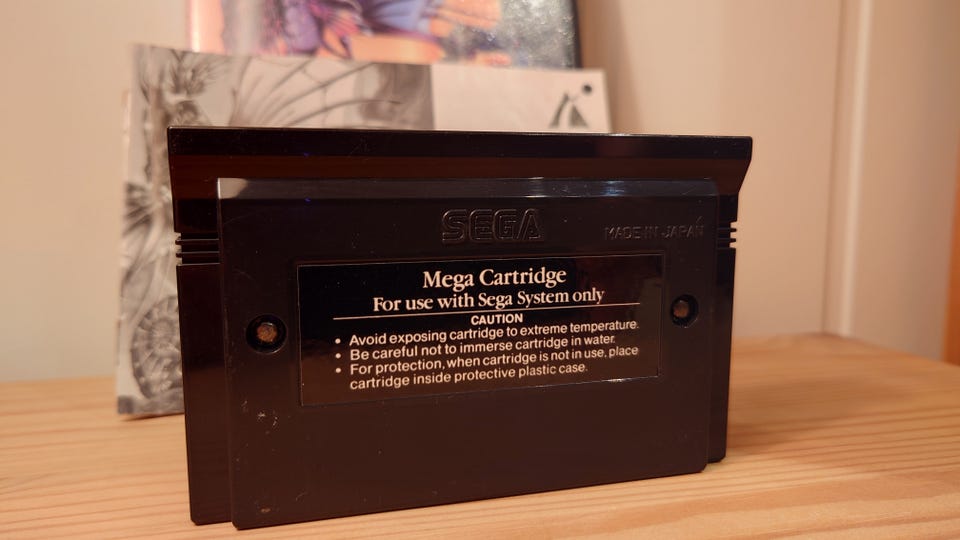 SEGA
MADE IN JAPAN
Mega Cartridge
For use with Sega System only
CAUTION
• Avoid exposing cartridge to extreme temperature.
• Be careful not to immerse cartridge in water.
• For protection, when cartridge is not in use, place
cartridge inside protective plastic case.